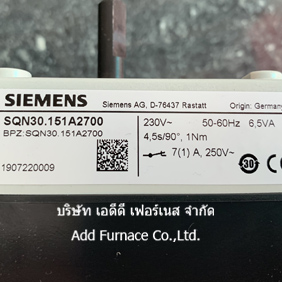 SIEMENS
Siemens AG, D-76437 Rastatt
Origin: Germany
SQN30.151A2700
BPZ:SQN30.151A2700
230V~ 50-60Hz 6,5VA
4,5s/90°, 1Nm
7(1) A, 250V~
30
CE
1907220009
บริษัท เอดีดี เฟอร์เนส จำกัด
Add Furnace Co.,Ltd.